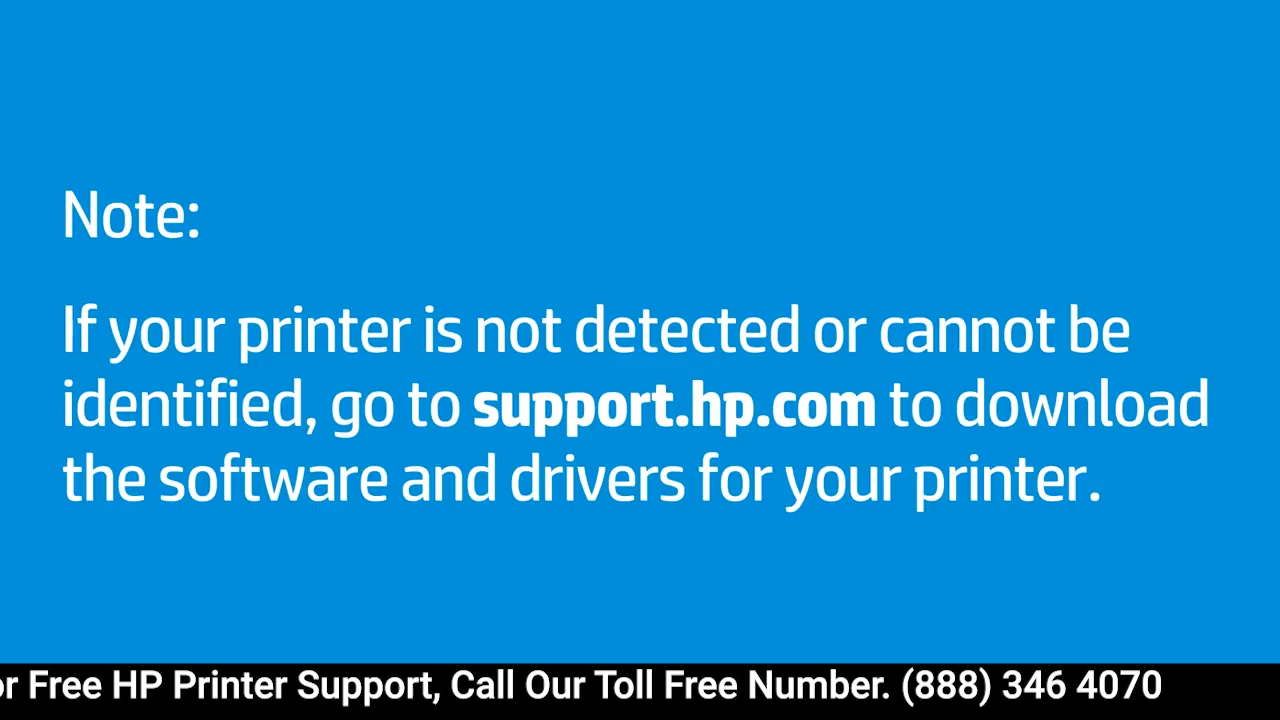 Note:
If your printer is not detected or cannot be
identified, go to support.hp.com to download
the software and drivers for your printer.
or Free HP Printer Support, Call Our Toll Free Number. (888) 346 4070